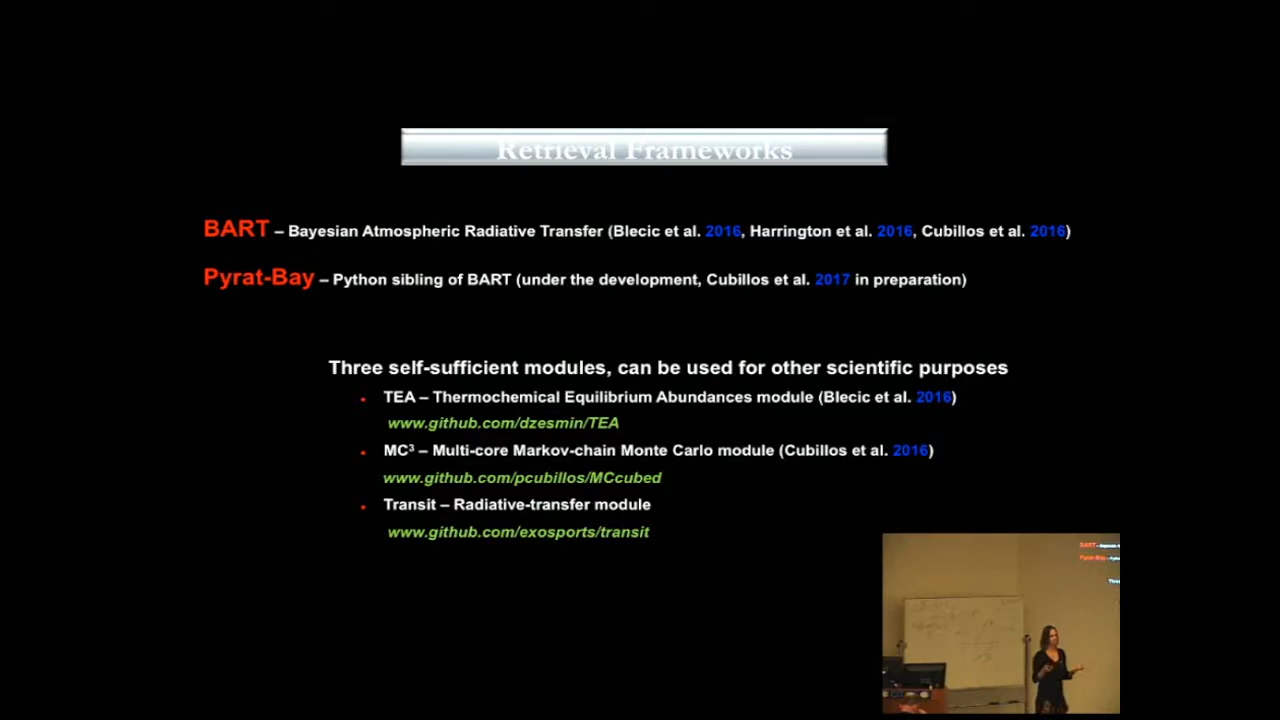 Retrieval Frameworks
BART – Bayesian Atmospheric Radiative Transfer (Blecic et al. 2016, Harrington et al. 2016, Cubillos et al. 2016)
Pyrat-Bay – Python sibling of BART (under the development, Cubillos et al. 2017 in preparation)
Three self-sufficient modules, can be used for other scientific purposes
• TEA – Thermochemical Equilibrium Abundances module (Blecic et al. 2016)
www.github.com/dzesmin/TEA
• MC³ – Multi-core Markov-chain Monte Carlo module (Cubillos et al. 2016)
www.github.com/pcubillos/MCcubed
• Transit – Radiative-transfer module
www.github.com/exosports/transit
BART
Pyrat-Bay